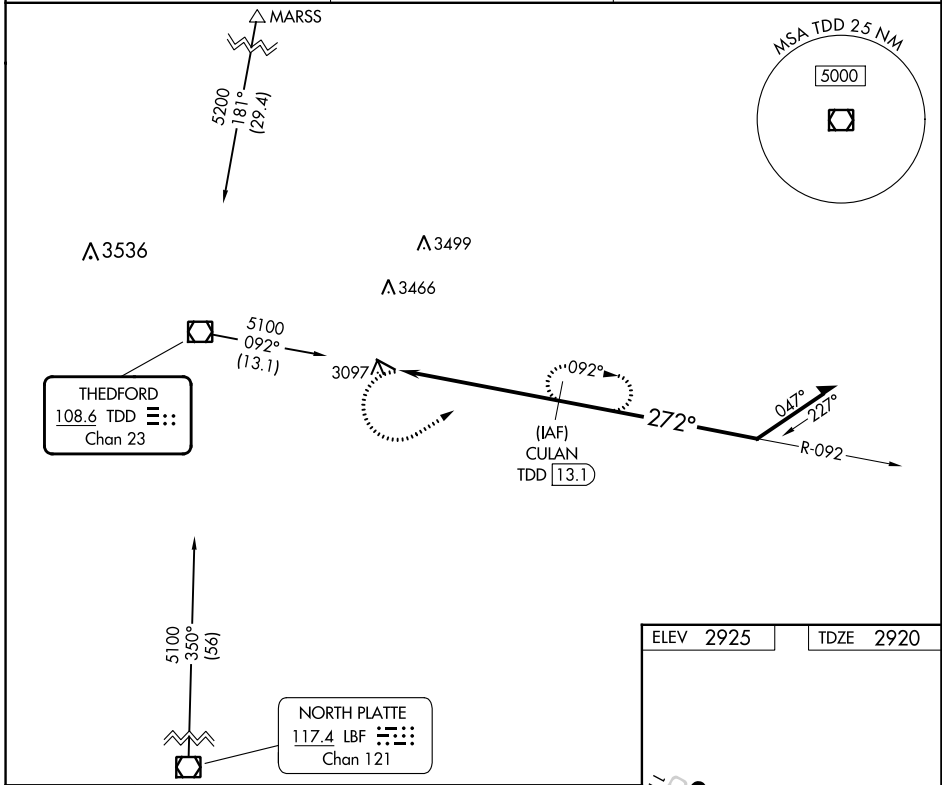 MARSS
5200
181°
(29.4)
MSA TDD 25 NM
5000
3536
3499
3466
5100
092°
(13.1)
3097
092°
THEDFORD
108.6 TDD
Chan 23
(IAF)
CULAN
TDD 13.1
272°
047°
227°
R-092
5100
350°
(56)
NORTH PLATTE
117.4 LBF
Chan 121
ELEV 2925
TDZE 2920